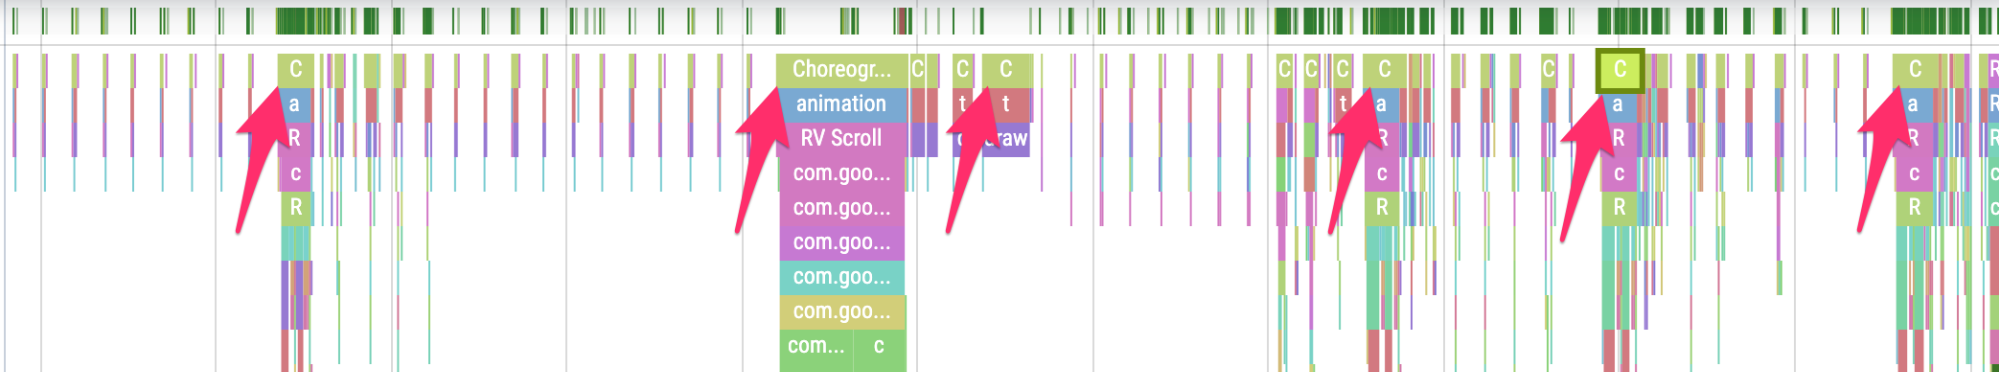 C Choreogr... C C C C C C C C C C R
a animation t t t a a a R
R RV Scroll draw R R R R
c com.goo... c c c c
R com.goo... R R R c
com.goo...
com.goo...
com.goo...
com... c